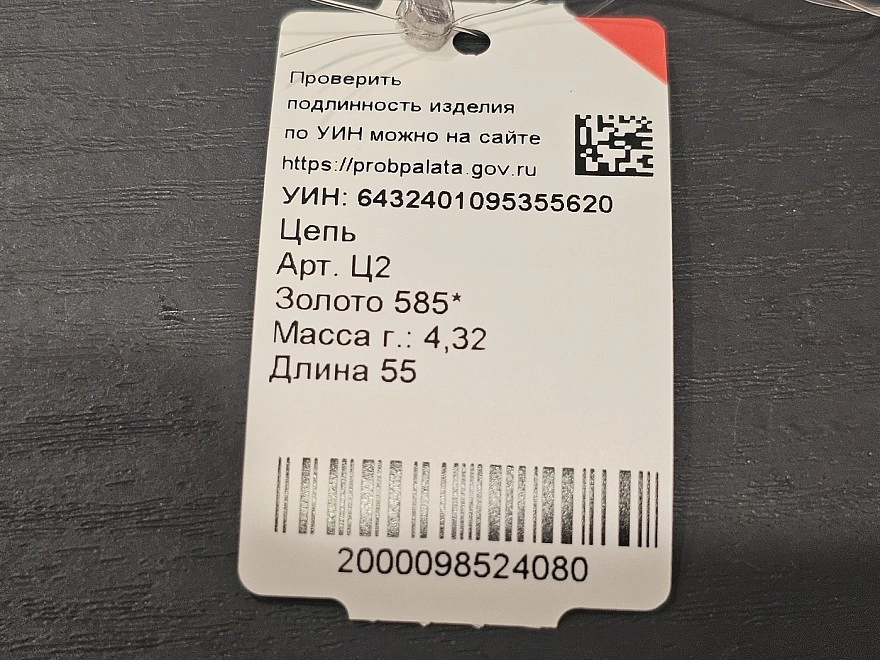 Проверить
подлинность изделия
по УИН можно на сайте
https://probpalata.gov.ru
УИН: 6432401095355620
Цепь
Арт. Ц2
Золото 585*
Масса г.: 4,32
Длина 55
2000098524080